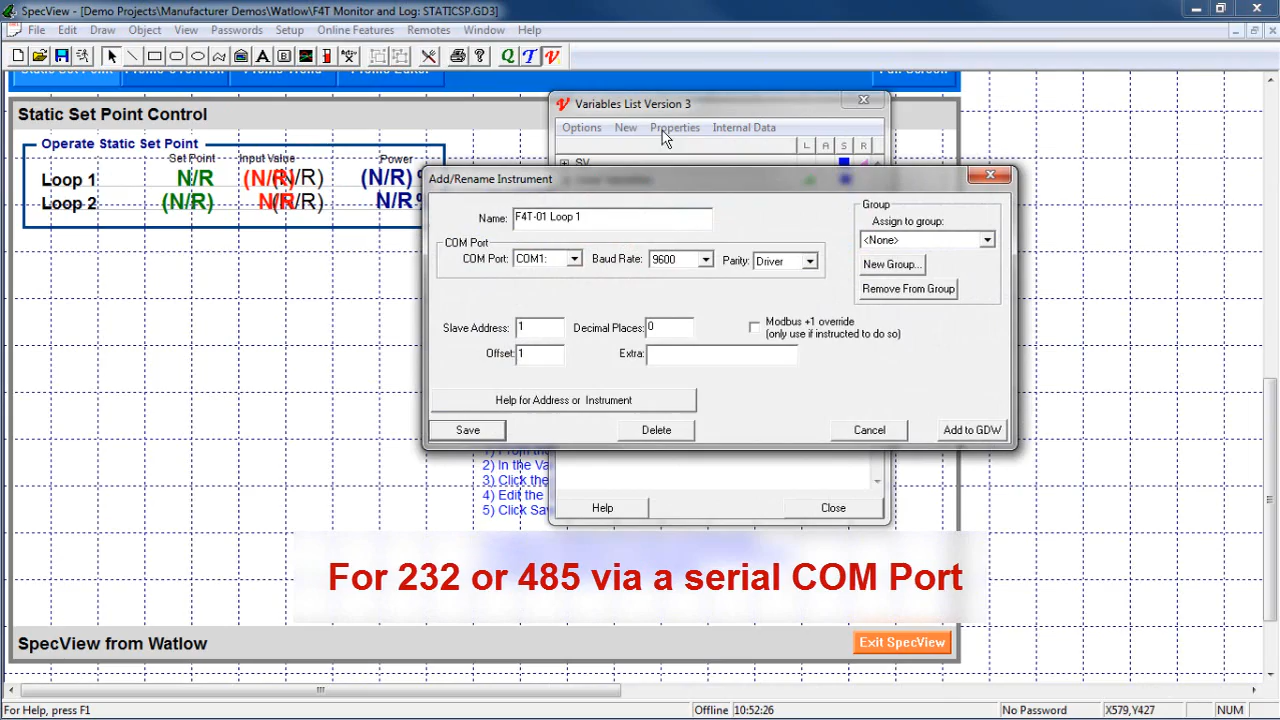 SpecView - [Demo Projects\Manufacturer Demos\Watlow\F4T Monitor and Log: STATICSP.GD3]
File Edit Draw Object View Passwords Setup Online Features Remotes Window Help
Static Set Point Control
Operate Static Set Point
Set Point Input Value Power
Loop 1 N/R (N/R) (N/R) (N/R) %
Loop 2 (N/R) N/R (N/R) N/R %
Variables List Version 3
Options New Properties Internal Data
L A S R
SV
Add/Rename Instrument
Name: F4T-01 Loop 1
COM Port
COM Port: COM1: Baud Rate: 9600 Parity: Driver
Group
Assign to group:
<None>
New Group...
Remove From Group
Slave Address: 1 Decimal Places: 0
Modbus +1 override
(only use if instructed to do so)
Offset: 1 Extra:
Help for Address or Instrument
Save Delete Cancel Add to GDW
2) In the Va
3) Click the
4) Edit the
5) Click Sav
Help Close
For 232 or 485 via a serial COM Port
SpecView from Watlow
Exit SpecView
For Help, press F1 Offline 10:52:26 No Password X579,Y427 NUM